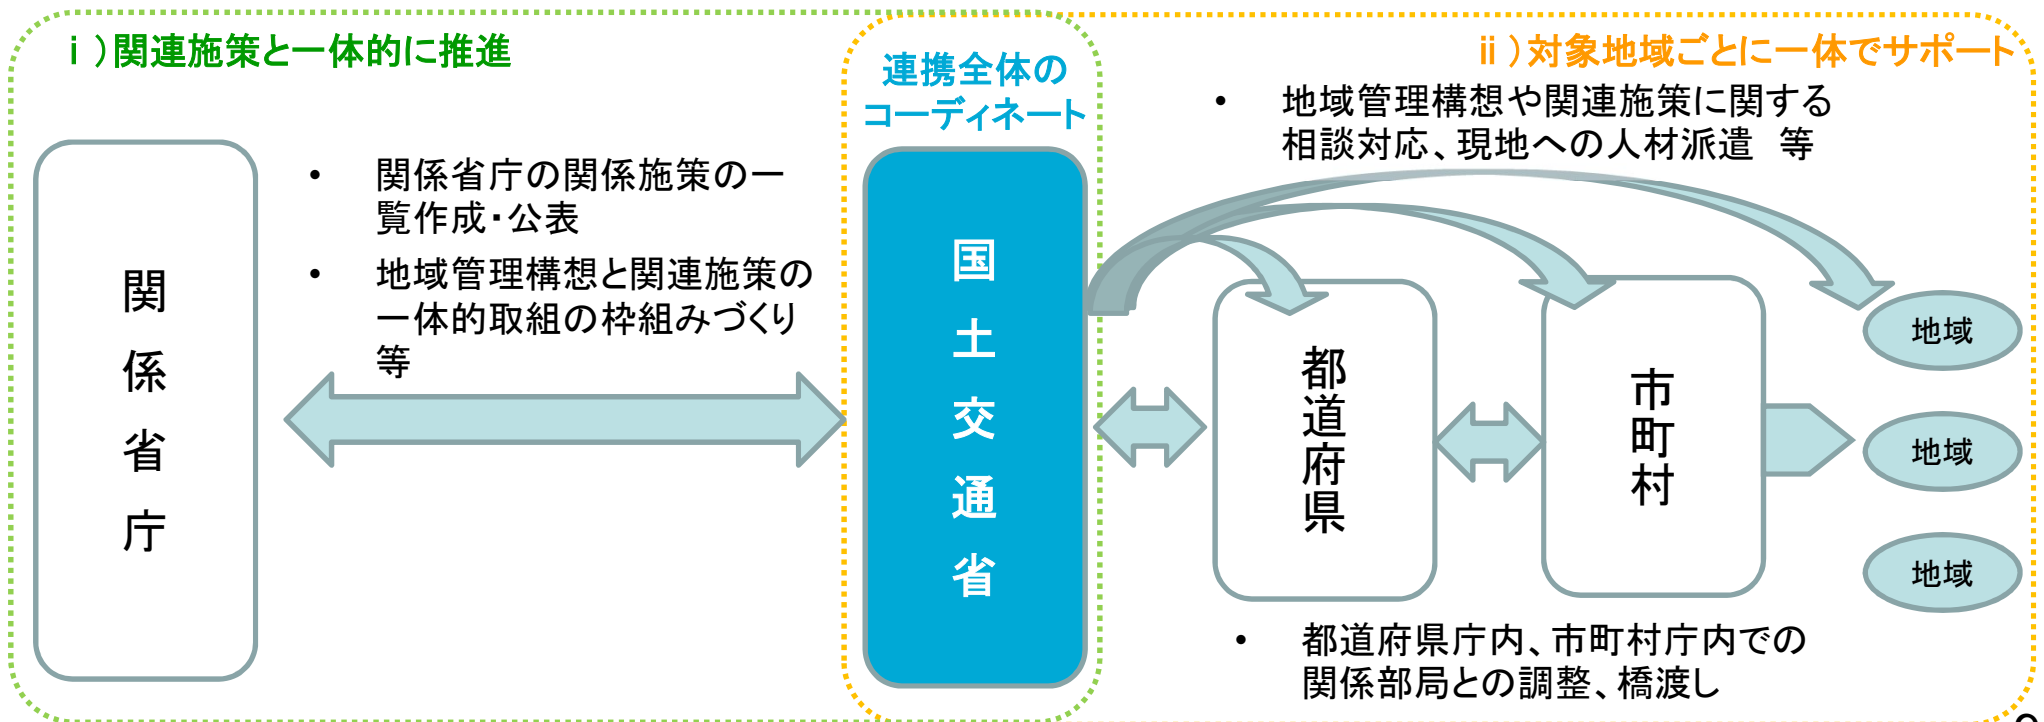 ⅰ）関連施策と一体的に推進
関係省庁
• 関係省庁の関係施策の一
覧作成・公表
• 地域管理構想と関連施策の
一体的取組の枠組みづくり
等
連携全体の
コーディネート
国土交通省
ⅱ）対象地域ごとに一体でサポート
• 地域管理構想や関連施策に関する
相談対応、現地への人材派遣　等
都道府県
市町村
地域
地域
地域
• 都道府県庁内、市町村庁内での
関係部局との調整、橋渡し